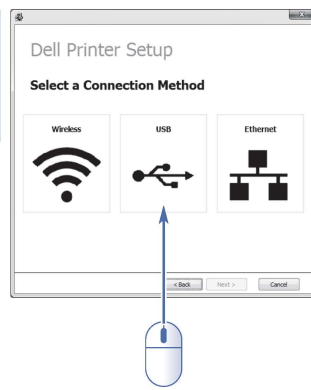 Dell Printer Setup
Select a Connection Method
Wireless
USB
Ethernet
< Back
Next >
Cancel